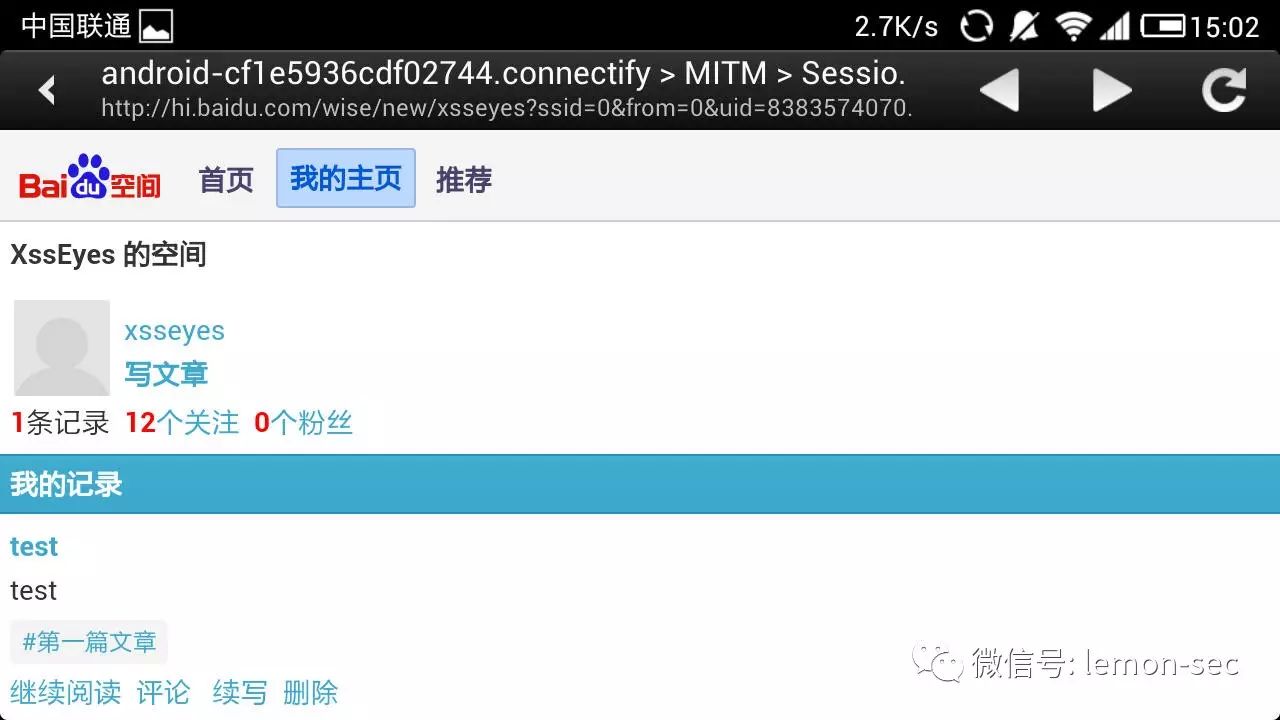 中国联通 2.7K/s 15:02
android-cf1e5936cdf02744.connectify > MITM > Sessio.
http://hi.baidu.com/wise/new/xsseyes?ssid=0&from=0&uid=8383574070.
Baidu空间 首页 我的主页 推荐
XssEyes 的空间
xsseyes
写文章
1条记录 12个关注 0个粉丝
我的记录
test
test
#第一篇文章
微信号: lemon-sec
继续阅读 评论 续写 删除